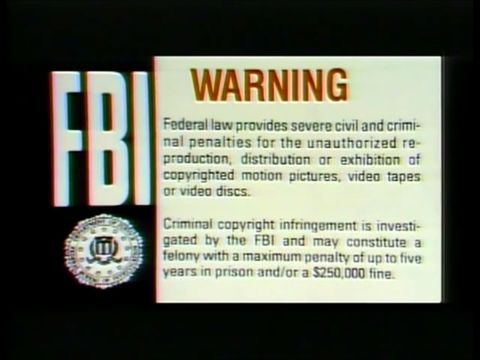 FBI
WARNING
Federal law provides severe civil and crimi-
nal penalties for the unauthorized re-
production, distribution or exhibition of
copyrighted motion pictures, video tapes
or video discs.
Criminal copyright infringement is investi-
gated by the FBI and may constitute a
felony with a maximum penalty of up to five
years in prison and/or a $250,000 fine.